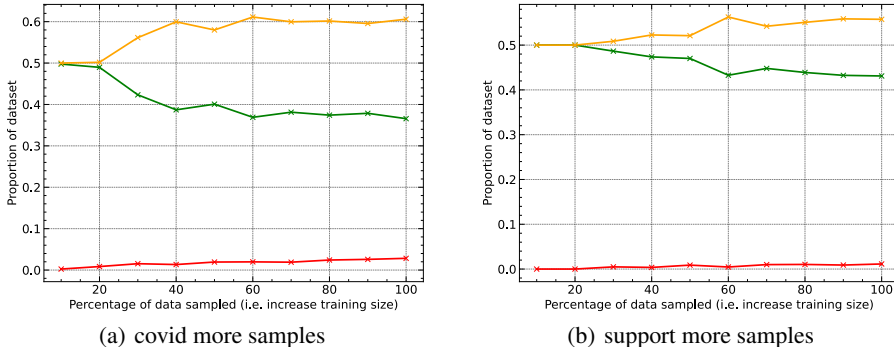 0.6
0.5
0.4
0.3
0.2
0.1
0.0
Proportion of dataset
20 40 60 80 100
Percentage of data sampled (i.e. increase training size)
(a) covid more samples
0.5
0.4
0.3
0.2
0.1
0.0
Proportion of dataset
20 40 60 80 100
Percentage of data sampled (i.e. increase training size)
(b) support more samples